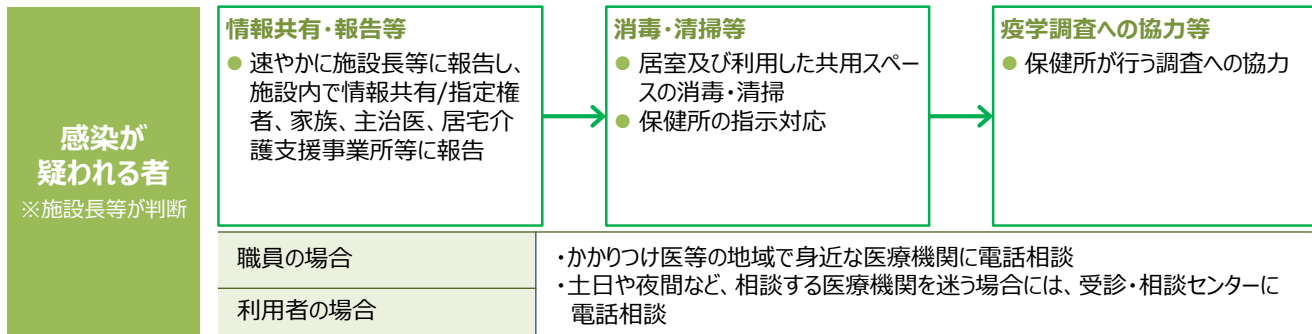 感染が
疑われる者
※施設長等が判断
情報共有・報告等
● 速やかに施設長等に報告し、
施設内で情報共有/指定権
者、家族、主治医、居宅介
護支援事業所等に報告
消毒・清掃等
● 居室及び利用した共用スペー
スの消毒・清掃
● 保健所の指示対応
疫学調査への協力等
● 保健所が行う調査への協力
職員の場合
利用者の場合
・かかりつけ医等の地域で身近な医療機関に電話相談
・土日や夜間など、相談する医療機関を迷う場合には、受診・相談センターに
電話相談